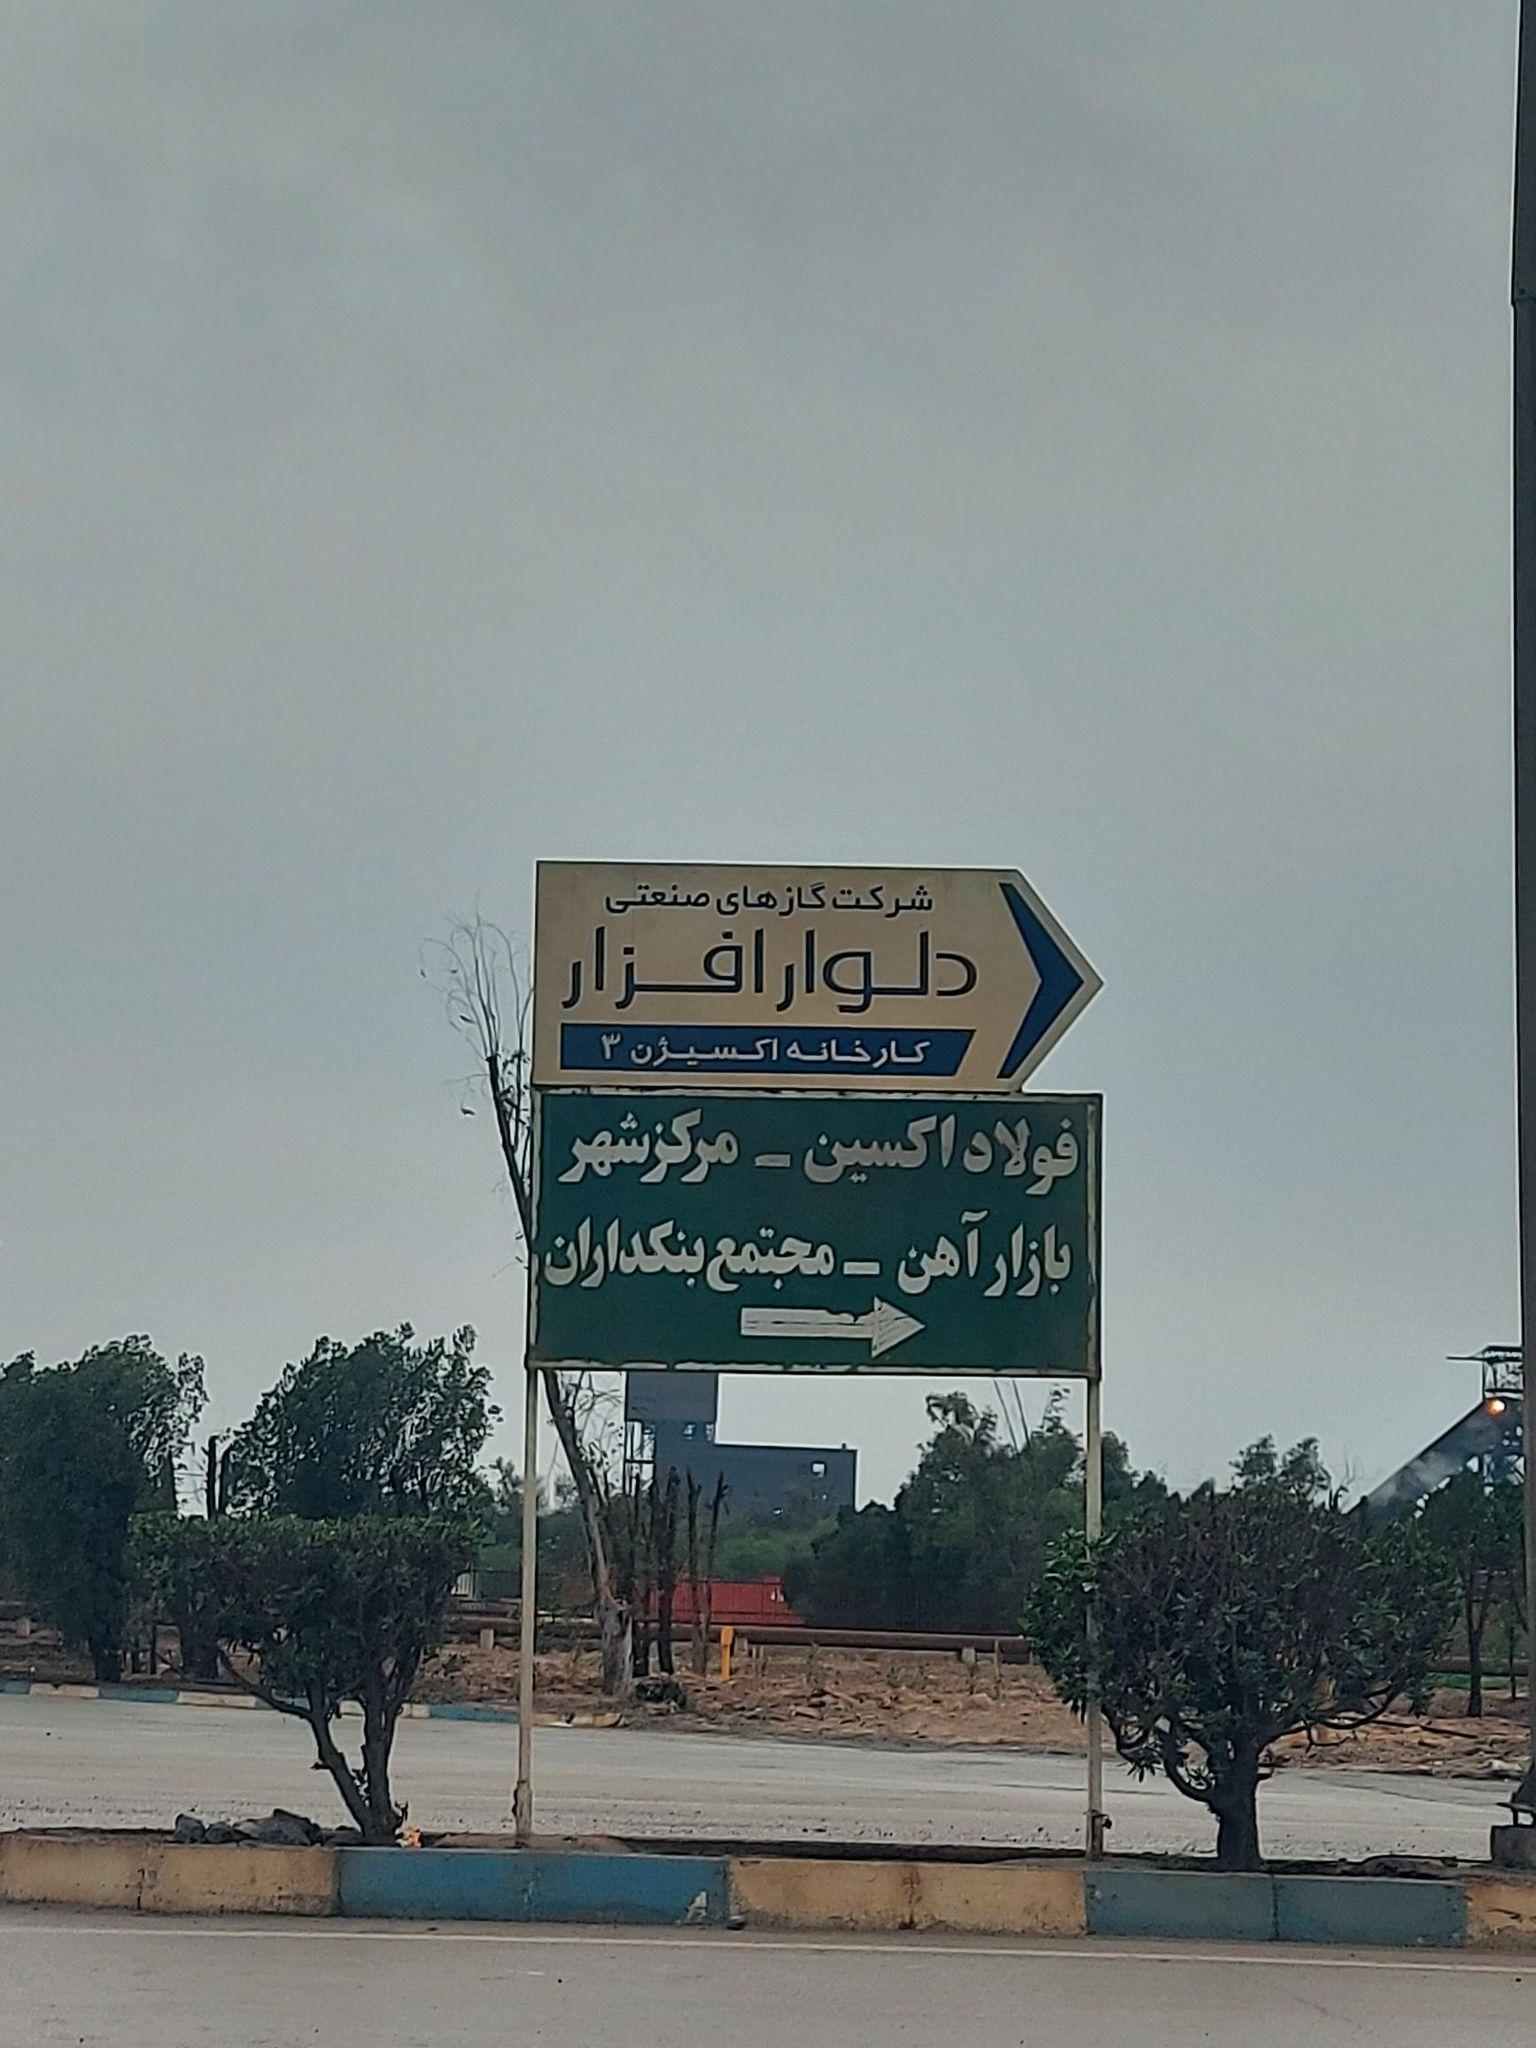 شرکت گازهای صنعتی
دلوار افزار
کارخانه اکسیژن ۳
فولاد اکسین - مرکزشهر
بازار آهن - مجتمع بنکداران